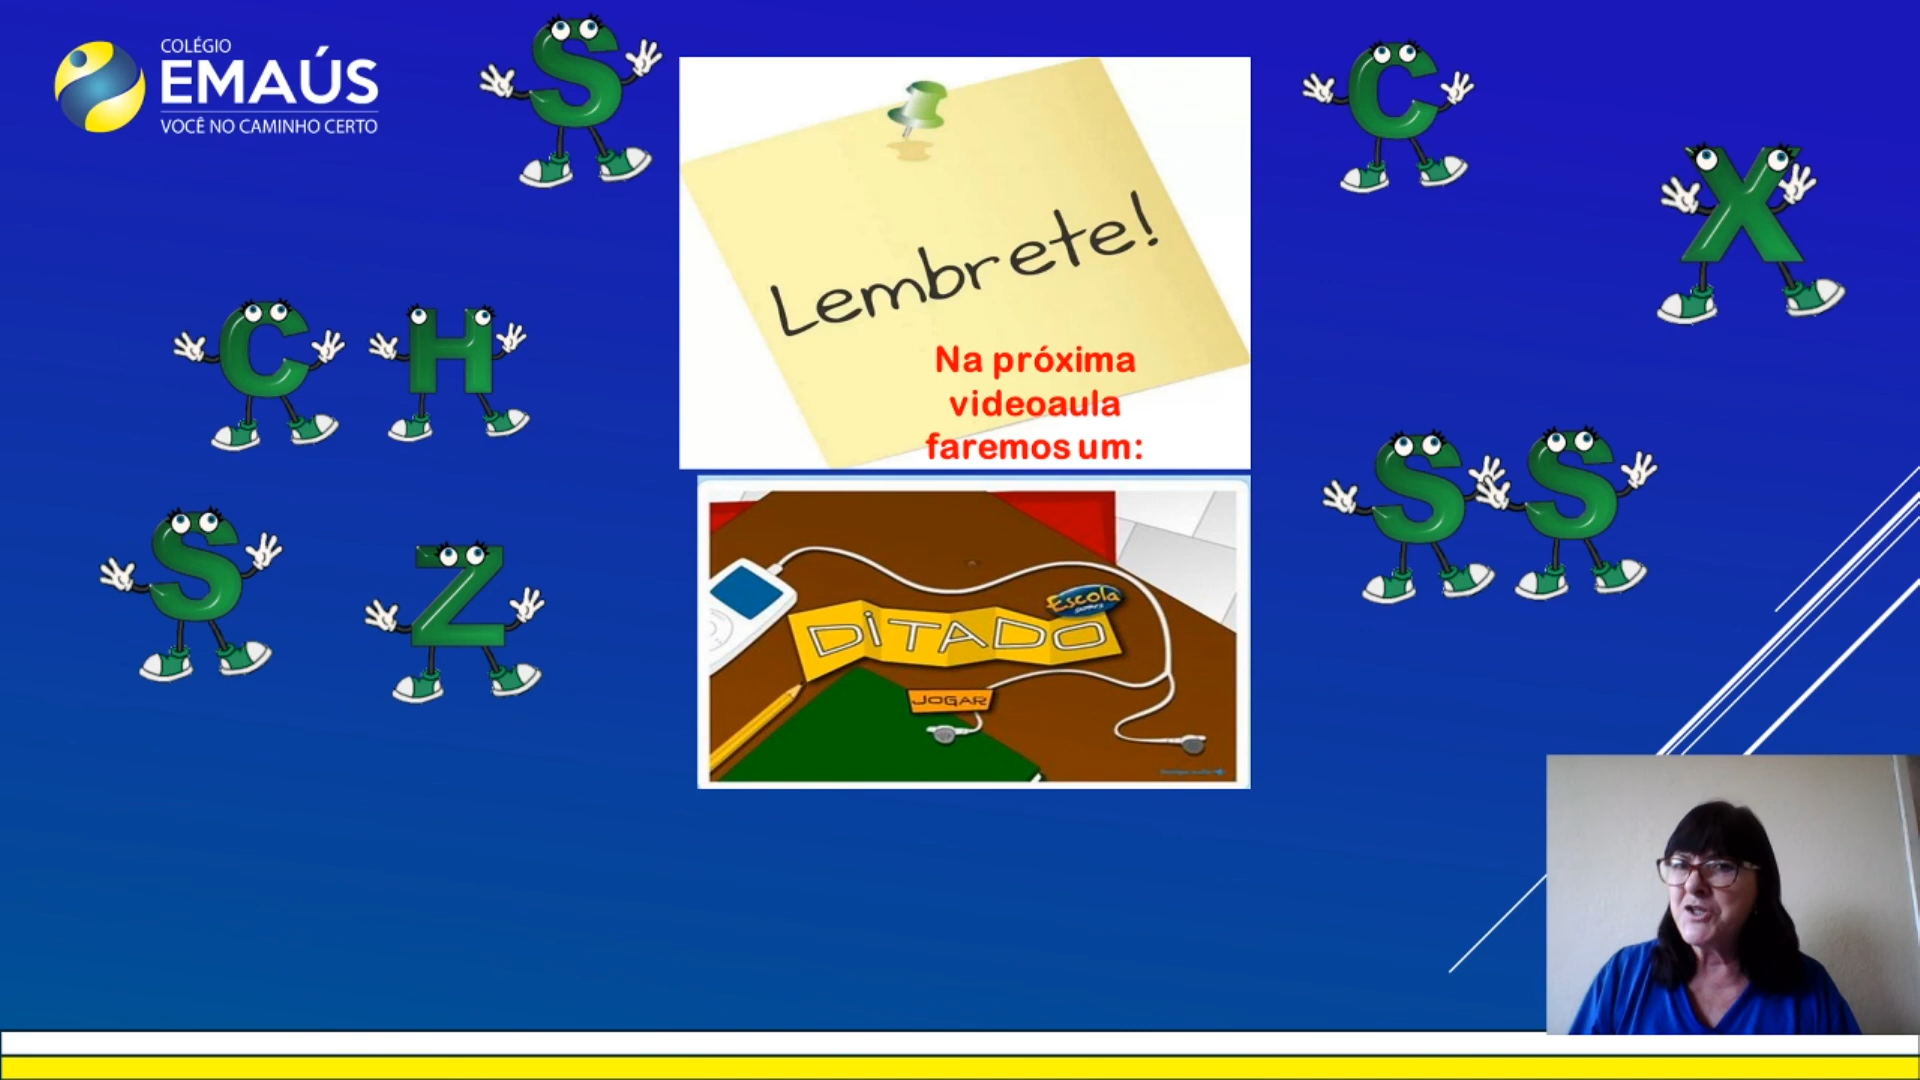 COLÉGIO
EMAÚS
VOCÊ NO CAMINHO CERTO
S
C
X
Lembrete!
Na próxima
videoaula
faremos um:
C H
S S
S Z
Escola
DITADO
JOGAR